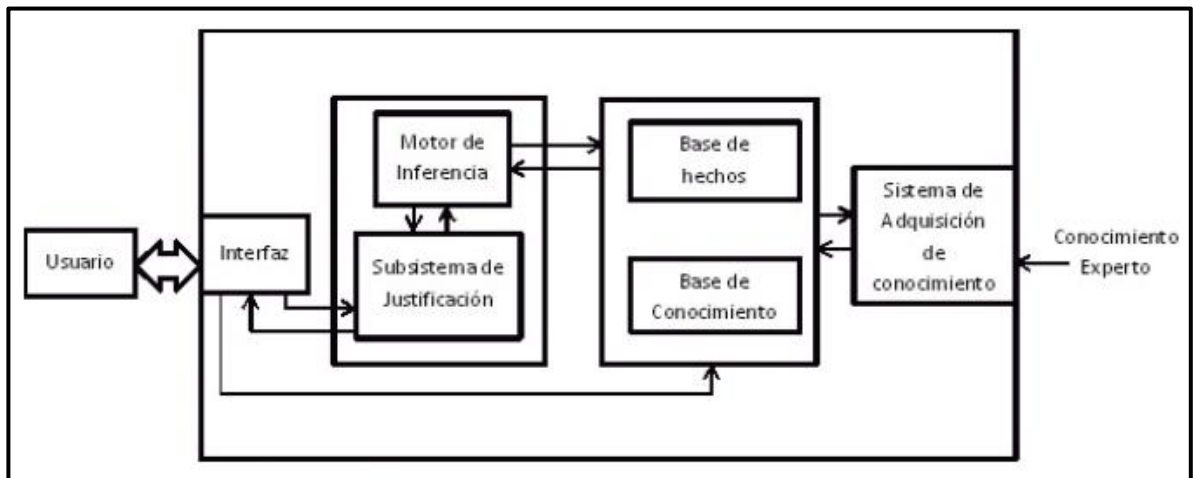 Usuario
Interfaz
Motor de
Inferencia
Subsistema de
Justificación
Base de
hechos
Base de
Conocimiento
Sistema de
Adquisición
de
conocimiento
Conocimiento
Experto